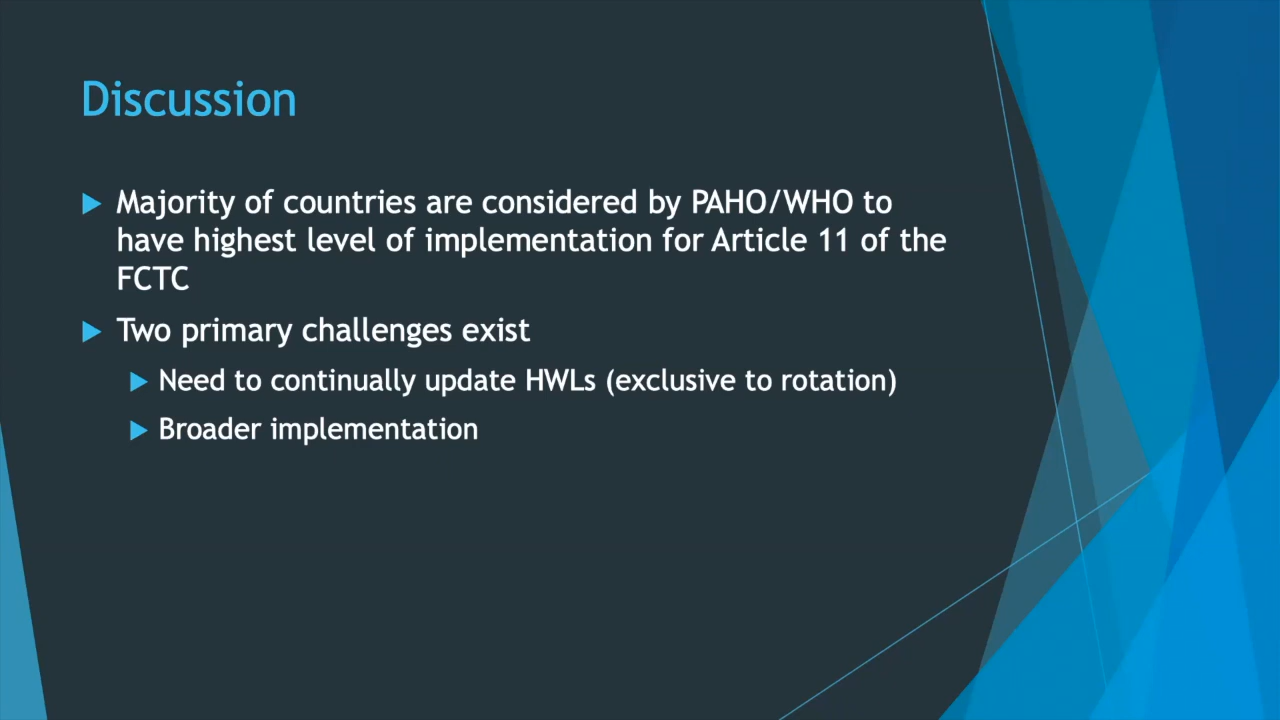 Discussion
Majority of countries are considered by PAHO/WHO to
have highest level of implementation for Article 11 of the
FCTC
Two primary challenges exist
Need to continually update HWLs (exclusive to rotation)
Broader implementation